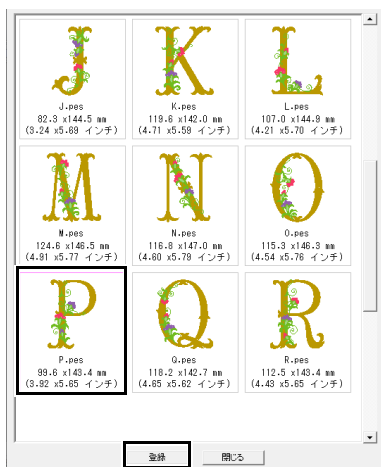 J K L
J.pes K.pes L.pes
82.3 x144.5 mm 119.6 x142.0 mm 107.0 x144.9 mm
(3.24 x5.69 インチ) (4.71 x5.59 インチ) (4.21 x5.70 インチ)
M N O
M.pes N.pes O.pes
124.6 x146.5 mm 116.8 x147.0 mm 115.3 x146.3 mm
(4.91 x5.77 インチ) (4.60 x5.79 インチ) (4.54 x5.76 インチ)
P Q R
P.pes Q.pes R.pes
99.6 x143.4 mm 118.2 x142.7 mm 112.5 x143.4 mm
(3.92 x5.65 インチ) (4.65 x5.62 インチ) (4.43 x5.65 インチ)
登録 閉じる